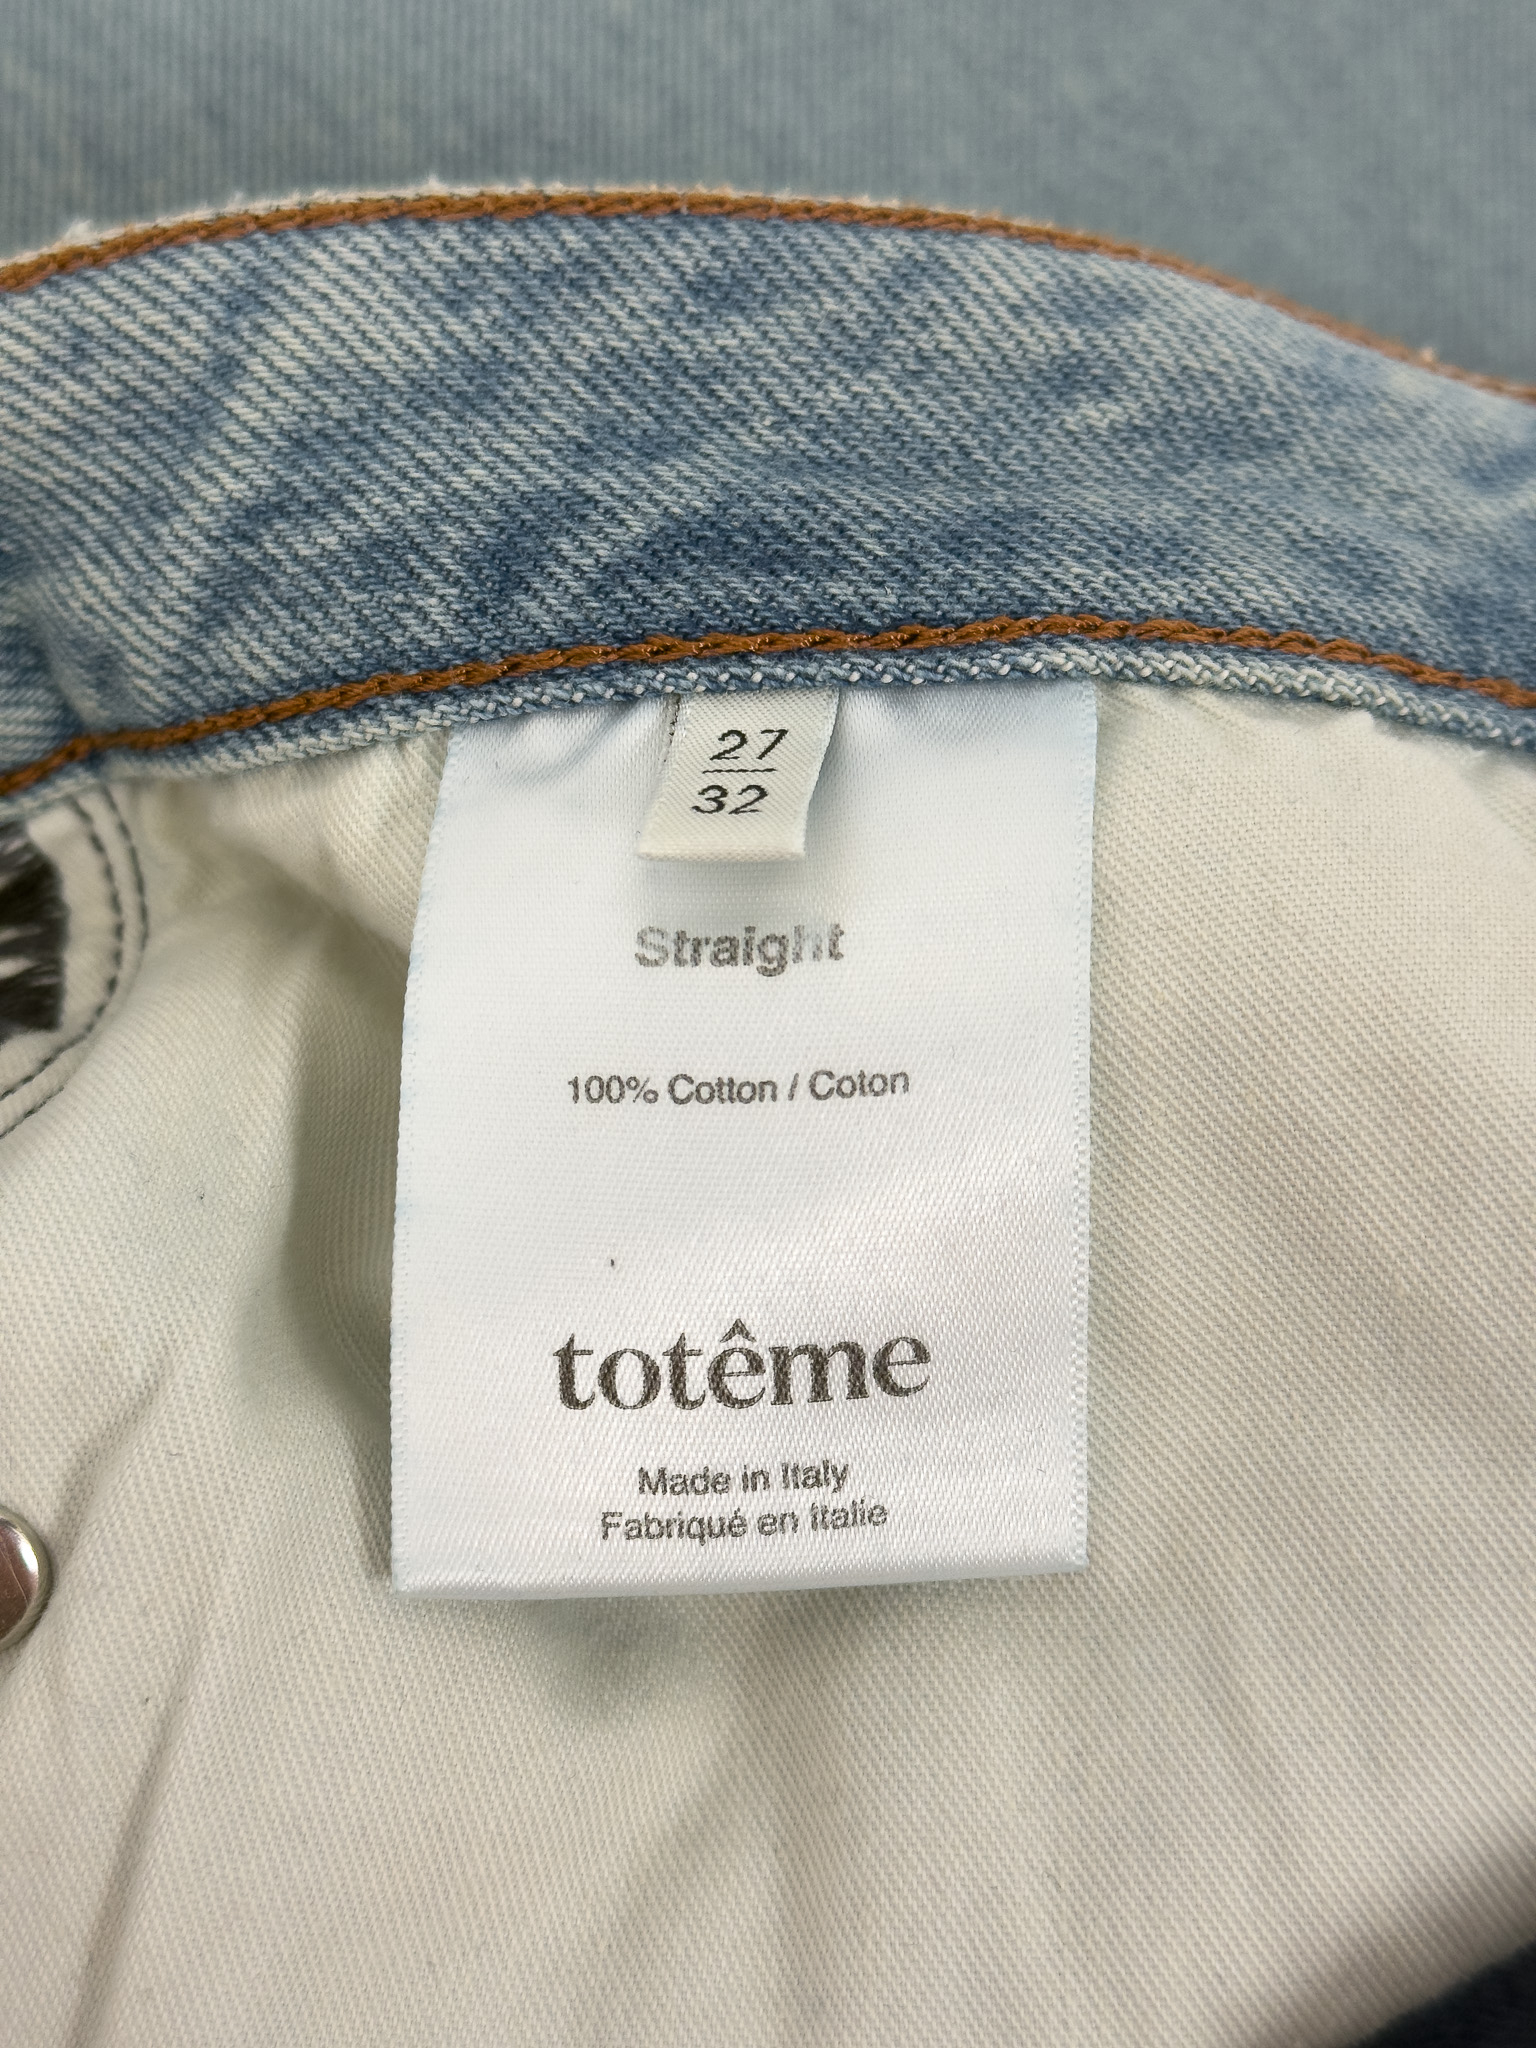 27
32
Straight
100% Cotton / Coton
totême
Made in Italy
Fabriqué en Italie